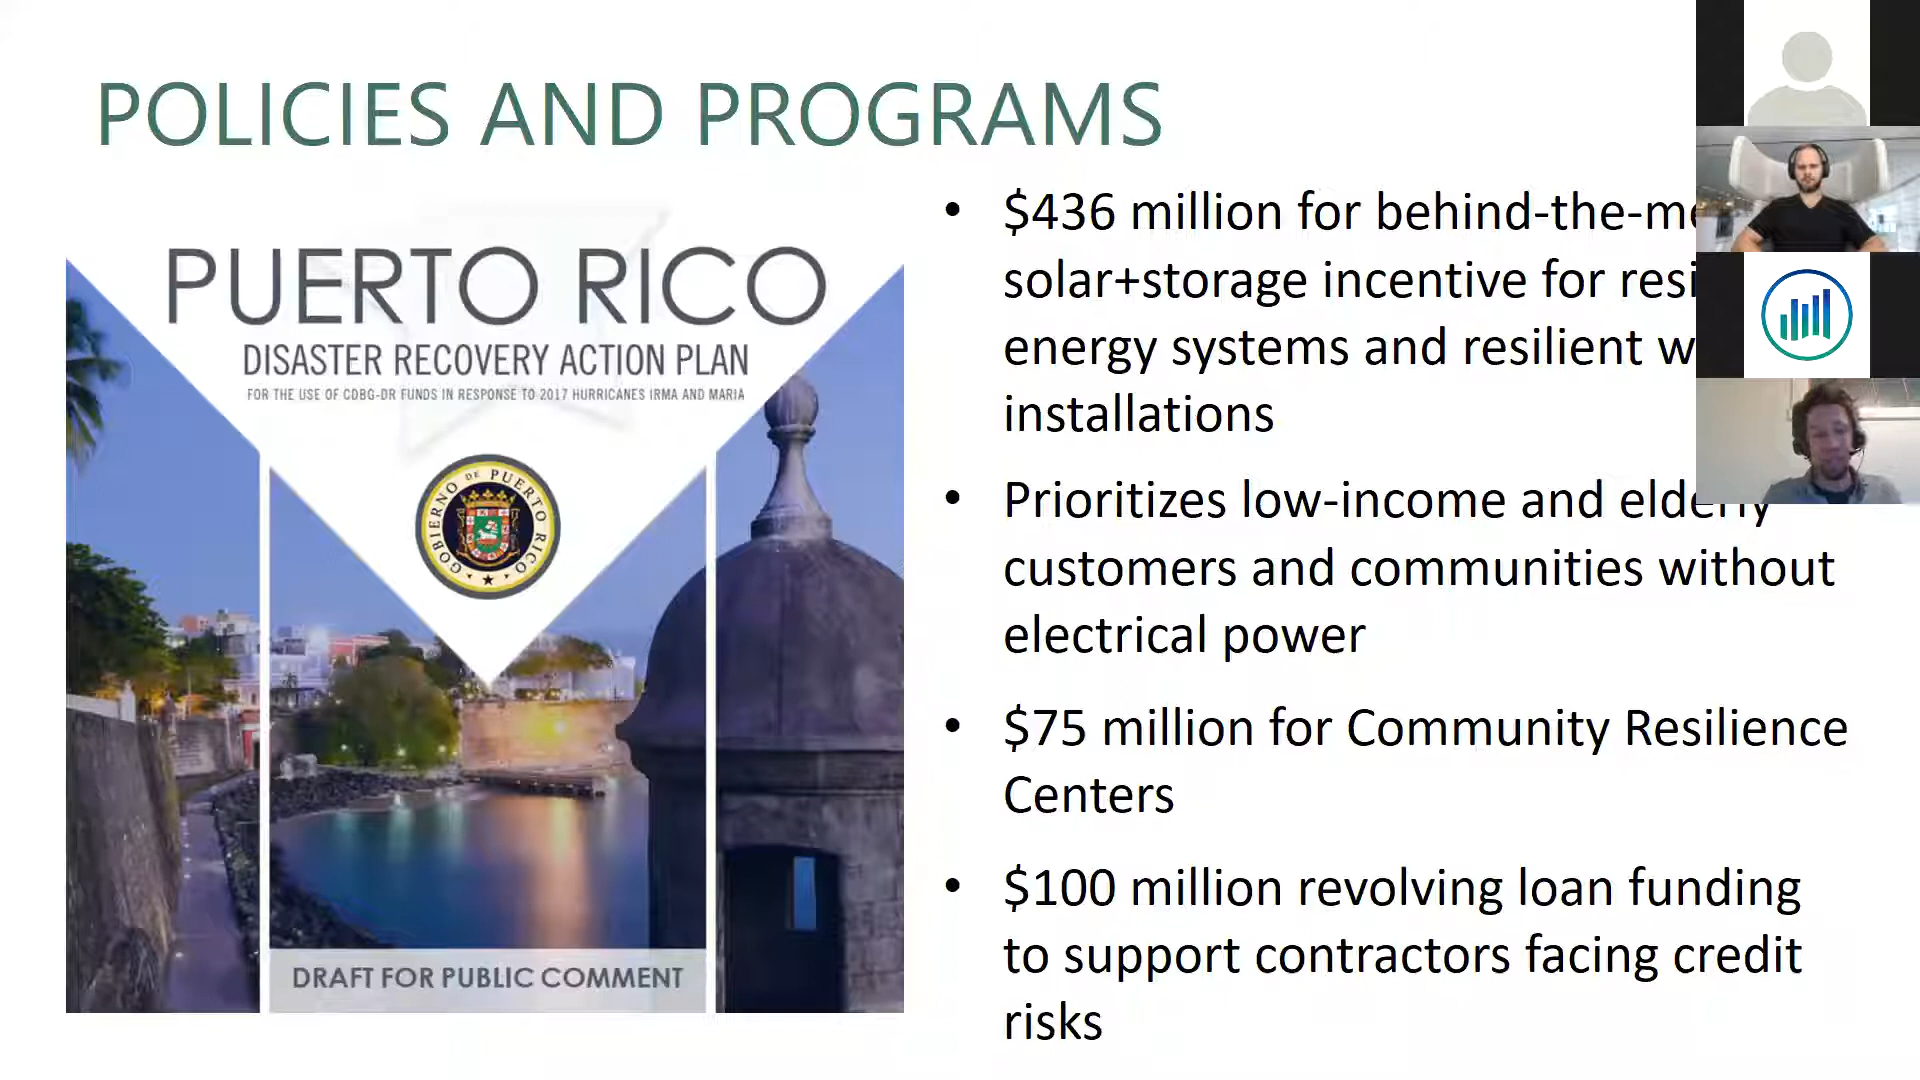 POLICIES AND PROGRAMS
PUERTO RICO
DISASTER RECOVERY ACTION PLAN
FOR THE USE OF CDBG-DR FUNDS IN RESPONSE TO 2017 HURRICANES IRMA AND MARIA
GOBIERNO DE PUERTO RICO
DRAFT FOR PUBLIC COMMENT
• $436 million for behind-the-
solar+storage incentive for
energy systems and resilient
installations
• Prioritizes low-income and elderly
customers and communities without
electrical power
• $75 million for Community Resilience
Centers
• $100 million revolving loan funding
to support contractors facing credit
risks